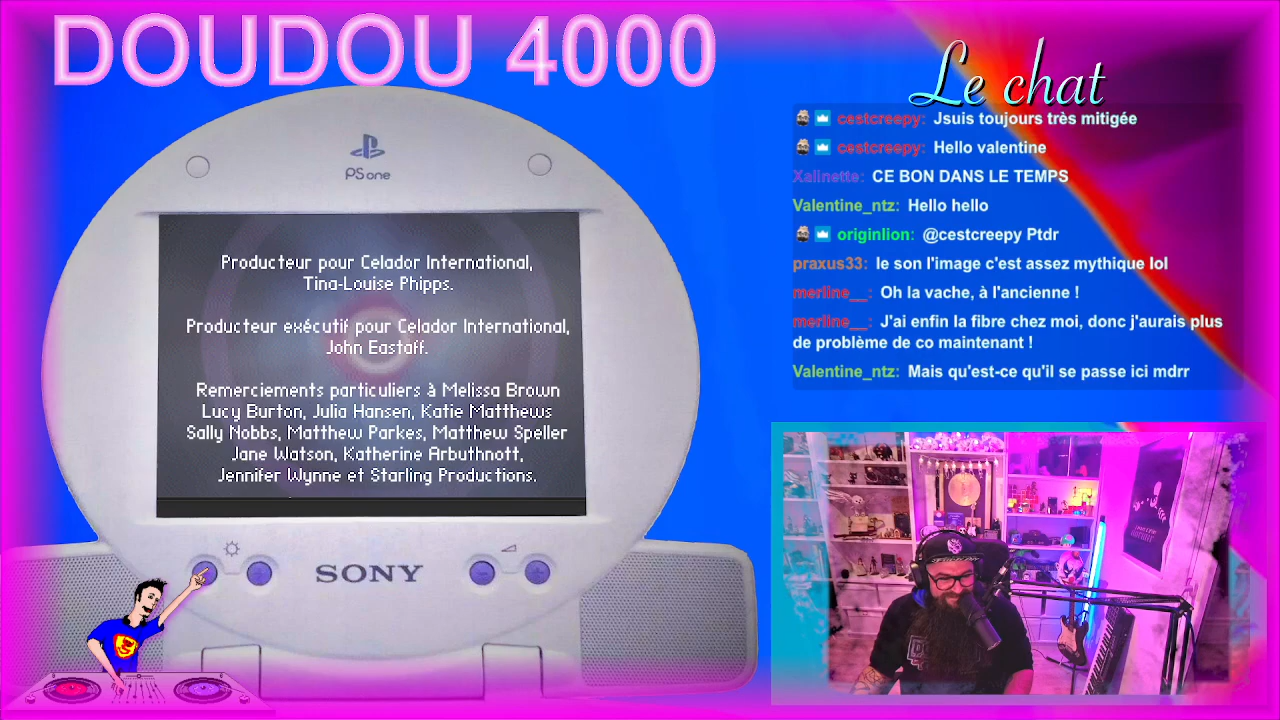 DOUDOU 4000
PS one
Producteur pour Celador International,
Tina-Louise Phipps.
Producteur exécutif pour Celador International,
John Eastaff.
Remerciements particuliers à Melissa Brown
Lucy Burton, Julia Hansen, Katie Matthews
Sally Nobbs, Matthew Parkes, Matthew Speller
Jane Watson, Katherine Arbuthnott,
Jennifer Wynne et Starling Productions.
SONY
Le chat
cestcreepy: Jsuis toujours très mitigée
cestcreepy: Hello valentine
Xalinette: CE BON DANS LE TEMPS
Valentine_ntz: Hello hello
originlion: @cestcreepy Ptdr
praxus33: le son l'image c'est assez mythique lol
merline__: Oh la vache, à l'ancienne !
merline__: J'ai enfin la fibre chez moi, donc j'aurais plus
de problème de co maintenant !
Valentine_ntz: Mais qu'est-ce qu'il se passe ici mdrr